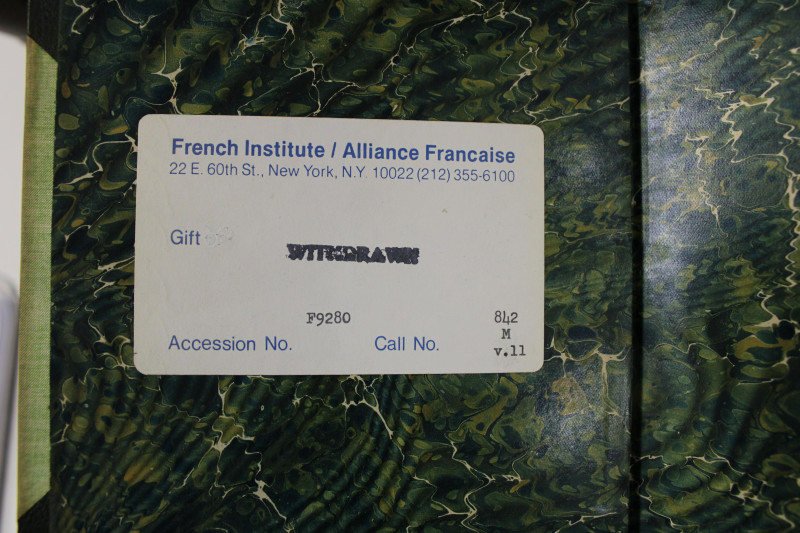 French Institute / Alliance Francaise
22 E. 60th St., New York, N.Y. 10022 (212) 355-6100
Gift
WITHDRAWN
F9280
842
M
v.11
Accession No.
Call No.